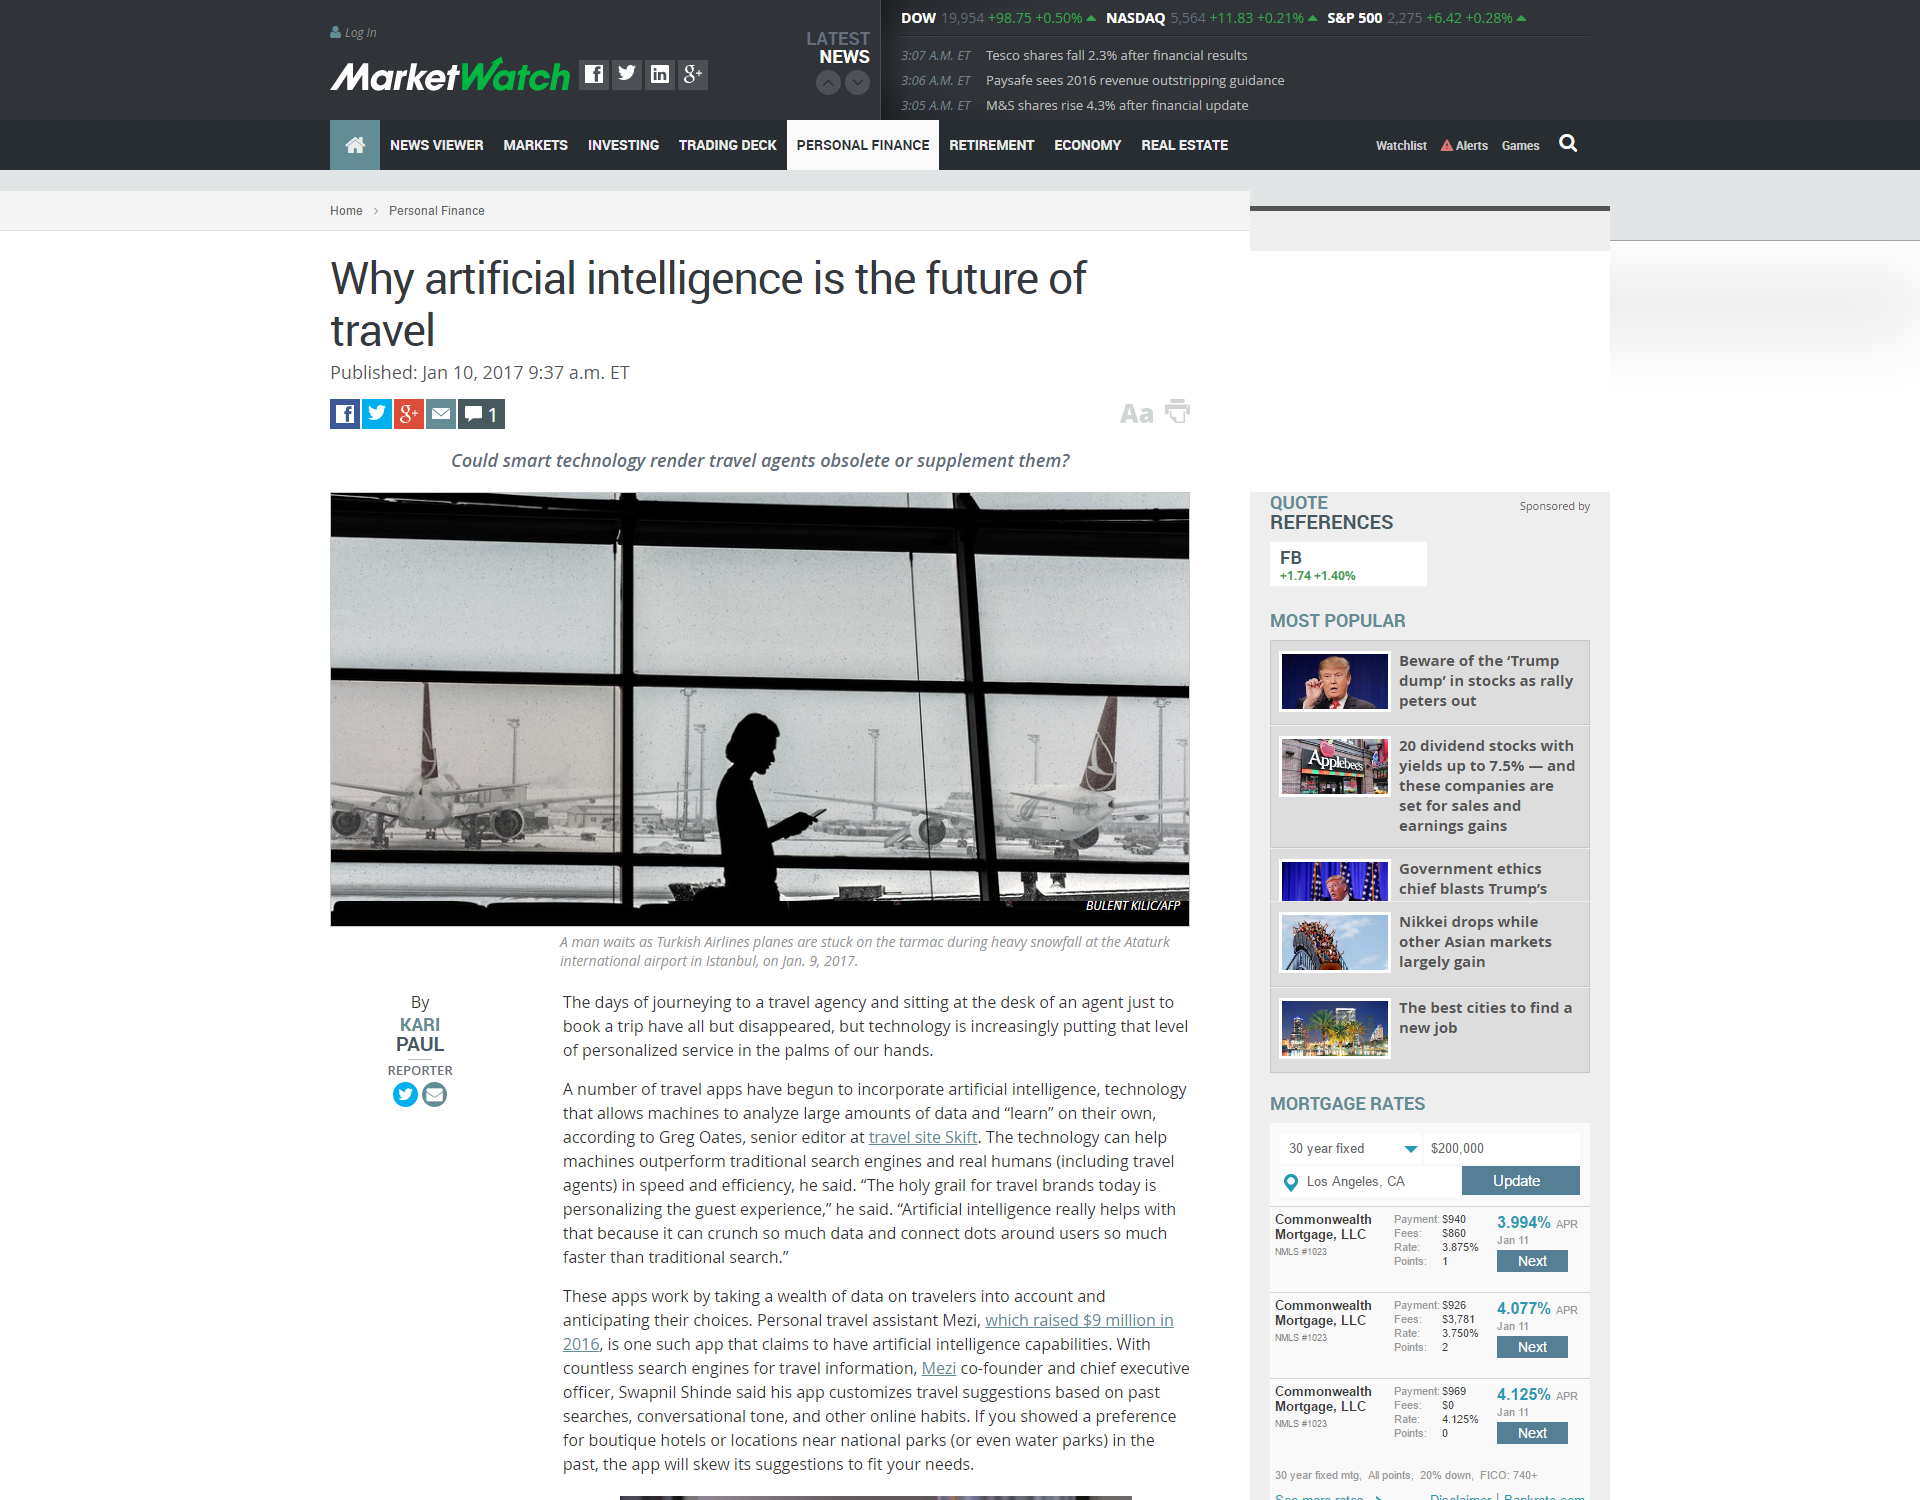 Log In
MarketWatch
LATEST
NEWS
DOW 19,954 +98.75 +0.50% NASDAQ 5,564 +11.83 +0.21% S&P 500 2,275 +6.42 +0.28%
3:07 A.M. ET Tesco shares fall 2.3% after financial results
3:06 A.M. ET Paysafe sees 2016 revenue outstripping guidance
3:05 A.M. ET M&S shares rise 4.3% after financial update
NEWS VIEWER MARKETS INVESTING TRADING DECK PERSONAL FINANCE RETIREMENT ECONOMY REAL ESTATE Watchlist Alerts Games
Home > Personal Finance
Why artificial intelligence is the future of
travel
Published: Jan 10, 2017 9:37 a.m. ET
1
Aa
Could smart technology render travel agents obsolete or supplement them?
BULENT KILIC/AFP
A man waits as Turkish Airlines planes are stuck on the tarmac during heavy snowfall at the Ataturk
international airport in Istanbul, on Jan. 9, 2017.
By
KARI
PAUL
REPORTER
The days of journeying to a travel agency and sitting at the desk of an agent just to
book a trip have all but disappeared, but technology is increasingly putting that level
of personalized service in the palms of our hands.
A number of travel apps have begun to incorporate artificial intelligence, technology
that allows machines to analyze large amounts of data and “learn” on their own,
according to Greg Oates, senior editor at travel site Skift. The technology can help
machines outperform traditional search engines and real humans (including travel
agents) in speed and efficiency, he said. “The holy grail for travel brands today is
personalizing the guest experience,” he said. “Artificial intelligence really helps with
that because it can crunch so much data and connect dots around users so much
faster than traditional search.”
These apps work by taking a wealth of data on travelers into account and
anticipating their choices. Personal travel assistant Mezi, which raised $9 million in
2016, is one such app that claims to have artificial intelligence capabilities. With
countless search engines for travel information, Mezi co-founder and chief executive
officer, Swapnil Shinde said his app customizes travel suggestions based on past
searches, conversational tone, and other online habits. If you showed a preference
for boutique hotels or locations near national parks (or even water parks) in the
past, the app will skew its suggestions to fit your needs.
QUOTE
REFERENCES
Sponsored by
FB
+1.74 +1.40%
MOST POPULAR
Beware of the ‘Trump
dump’ in stocks as rally
peters out
Applebee's
20 dividend stocks with
yields up to 7.5% — and
these companies are
set for sales and
earnings gains
Government ethics
chief blasts Trump’s
Nikkei drops while
other Asian markets
largely gain
The best cities to find a
new job
MORTGAGE RATES
30 year fixed $200,000
Los Angeles, CA Update
Commonwealth
Mortgage, LLC
NMLS #1023
Payment: $940
Fees: $860
Rate: 3.875%
Points: 1
3.994% APR
Jan 11
Next
Commonwealth
Mortgage, LLC
NMLS #1023
Payment: $926
Fees: $3,781
Rate: 3.750%
Points: 2
4.077% APR
Jan 11
Next
Commonwealth
Mortgage, LLC
NMLS #1023
Payment: $969
Fees: $0
Rate: 4.125%
Points: 0
4.125% APR
Jan 11
Next
30 year fixed mtg, All points, 20% down, FICO: 740+
See more rates > Disclaimer | Bankrate.com